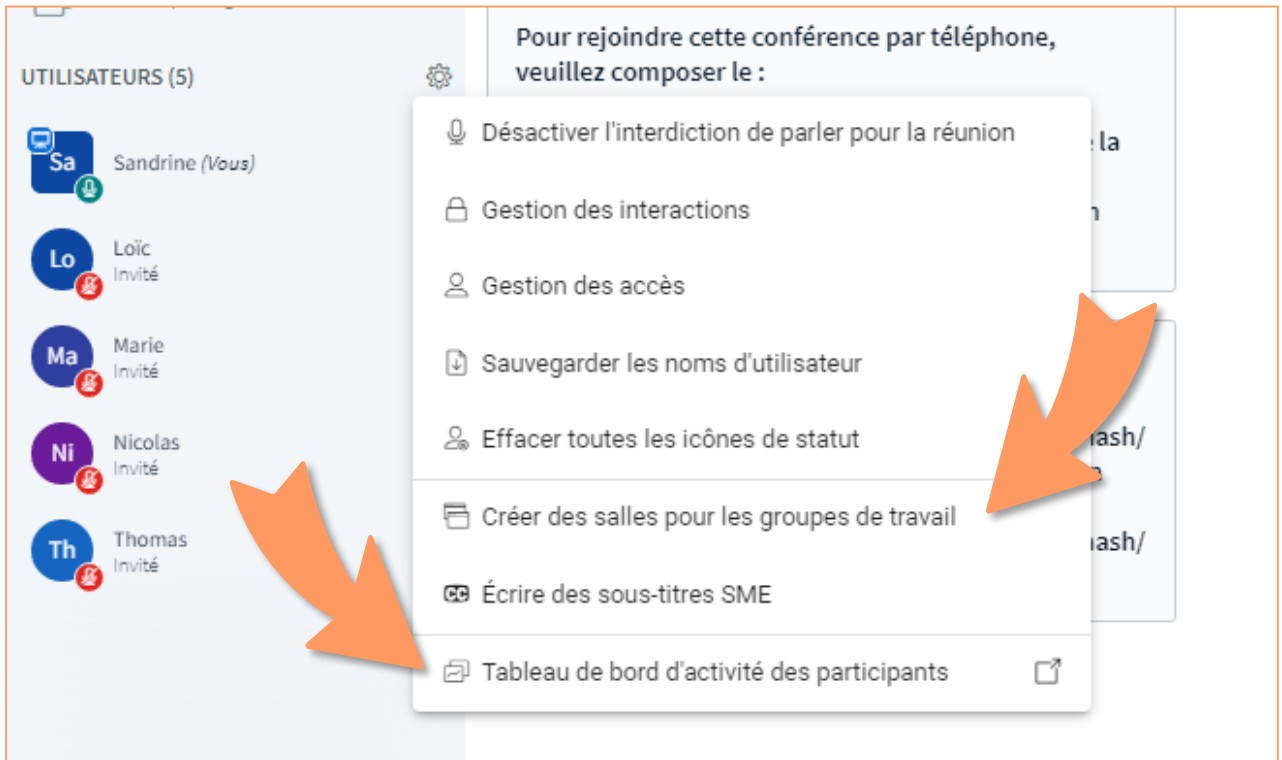 Pour rejoindre cette conférence par téléphone,
veuillez composer le :
UTILISATEURS (5)
Sa
Sandrine (Vous)
Lo
Loïc
Invité
Ma
Marie
Invité
Ni
Nicolas
Invité
Th
Thomas
Invité
Désactiver l'interdiction de parler pour la réunion
la
Gestion des interactions
Gestion des accès
Sauvegarder les noms d'utilisateur
Effacer toutes les icônes de statut
Créer des salles pour les groupes de travail
CC Écrire des sous-titres SME
Tableau de bord d'activité des participants